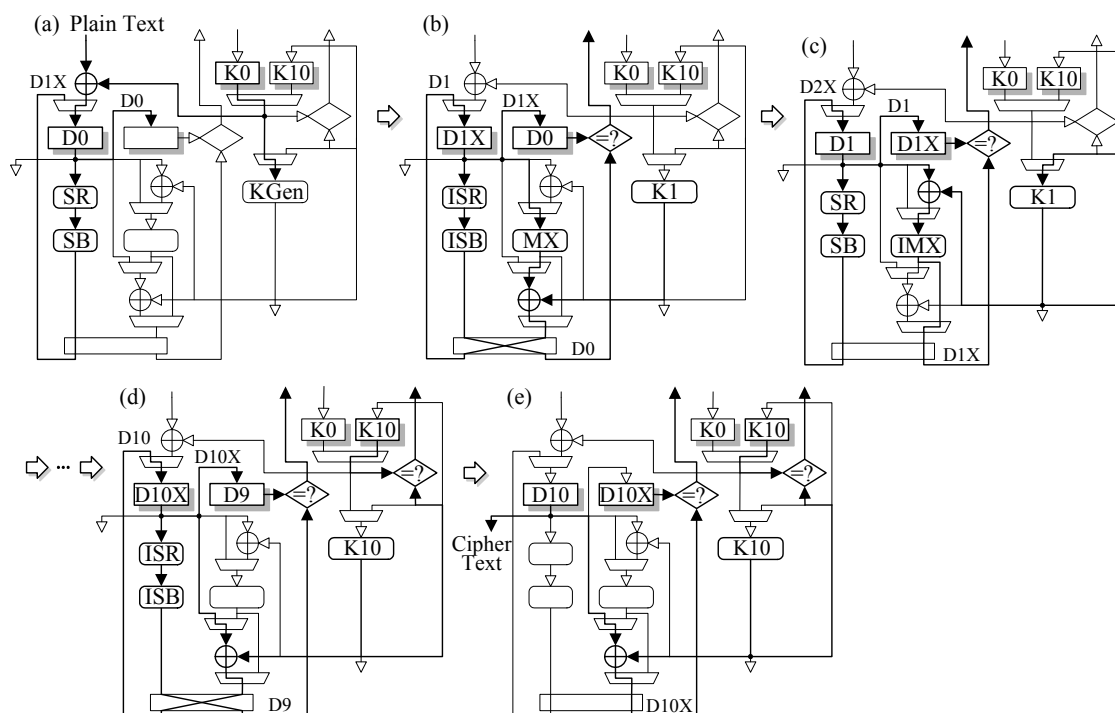 (a) Plain Text
D1X
D0
K0
K10
D0
SR
SB
KGen
(b)
D1
D1X
K0
K10
D1X
D0
=?
ISR
ISB
MX
K1
D0
(c)
D2X
D1
K0
K10
D1
D1X
=?
SR
SB
IMX
K1
D1X
...
(d)
D10
D10X
K0
K10
D10X
D9
=?
=?
ISR
ISB
K10
D9
(e)
K0
K10
D10
D10X
=?
=?
Cipher
Text
K10
D10X